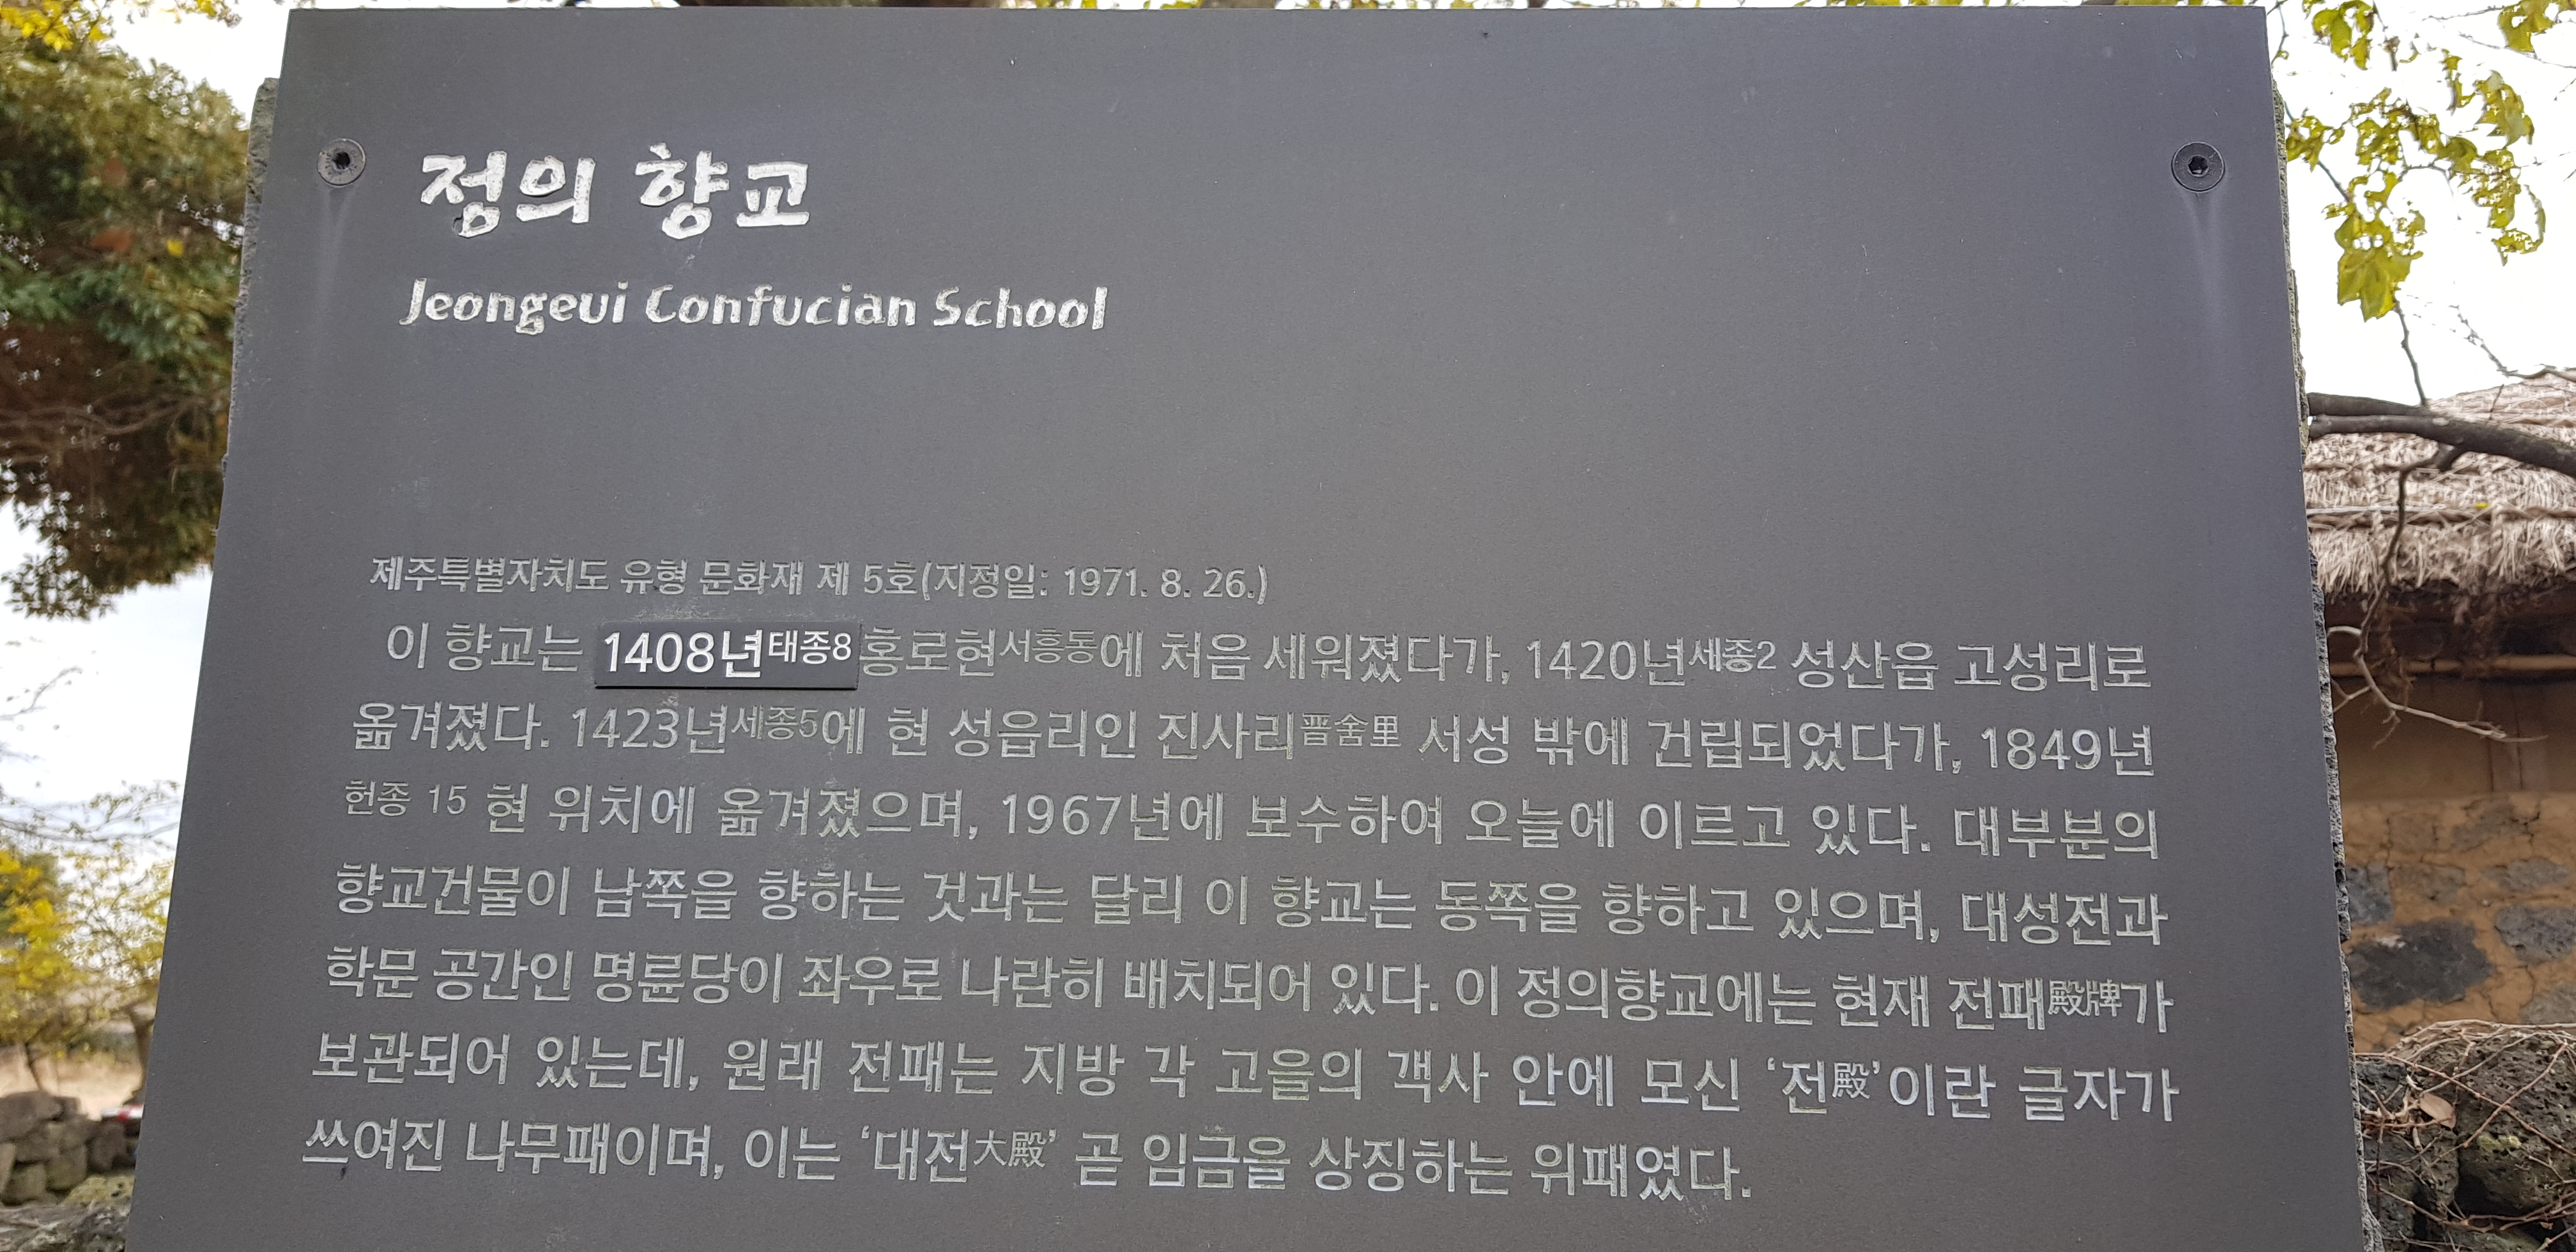 정의 향교
Jeongeui Confucian School
제주특별자치도 유형 문화재 제 5호(지정일: 1971. 8. 26.)
이 향교는 1408년태종8홍로현서흥동에 처음 세워졌다가, 1420년세종2 성산읍 고성리로
옮겨졌다. 1423년세종5에 현 성읍리인 진사리晋舍里 서성 밖에 건립되었다가, 1849년
헌종 15 현 위치에 옮겨졌으며, 1967년에 보수하여 오늘에 이르고 있다. 대부분의
향교건물이 남쪽을 향하는 것과는 달리 이 향교는 동쪽을 향하고 있으며, 대성전과
학문 공간인 명륜당이 좌우로 나란히 배치되어 있다. 이 정의향교에는 현재 전패殿牌가
보관되어 있는데, 원래 전패는 지방 각 고을의 객사 안에 모신 ‘전殿’이란 글자가
쓰여진 나무패이며, 이는 ‘대전大殿’ 곧 임금을 상징하는 위패였다.